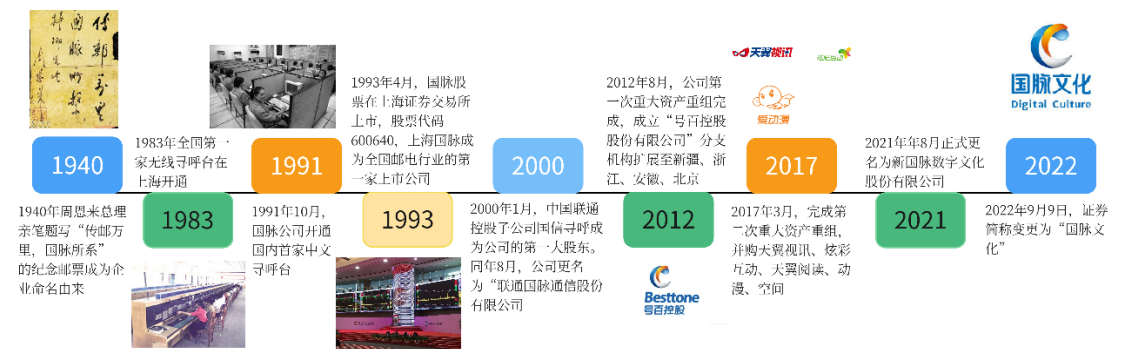 传邮万里
国脉所系
1940
1940年周恩来总理
亲笔题写“传邮万
里，国脉所系”
的纪念邮票成为企
业命名由来
1983年全国第一
家无线寻呼台在
上海开通
1983
1991
1991年10月，
国脉公司开通
国内首家中文
寻呼台
1993年4月，国脉股
票在上海证券交易所
上市，股票代码
600640，上海国脉成
为全国邮电行业的第
一家上市公司
1993
2000
2000年1月，中国联通
控股了公司国信寻呼成
为公司的第一大股东。
同年8月，公司更名
为“联通国脉通信股份
有限公司
2012年8月，公司第
一次重大资产重组完
成，成立“号百控股
股份有限公司”分支
机构扩展至新疆、浙
江、安徽、北京
2012
Besttone
号百控股
天翼视讯
爱动漫
2017
2017年3月，完成第
二次重大资产重组，
并购天翼视讯、炫彩
互动、天翼阅读、动
漫、空间
2021年年8月正式更
名为新国脉数字文化
股份有限公司
2021
国脉文化
Digital Culture
2022
2022年9月9日，证券
简称变更为“国脉文
化”